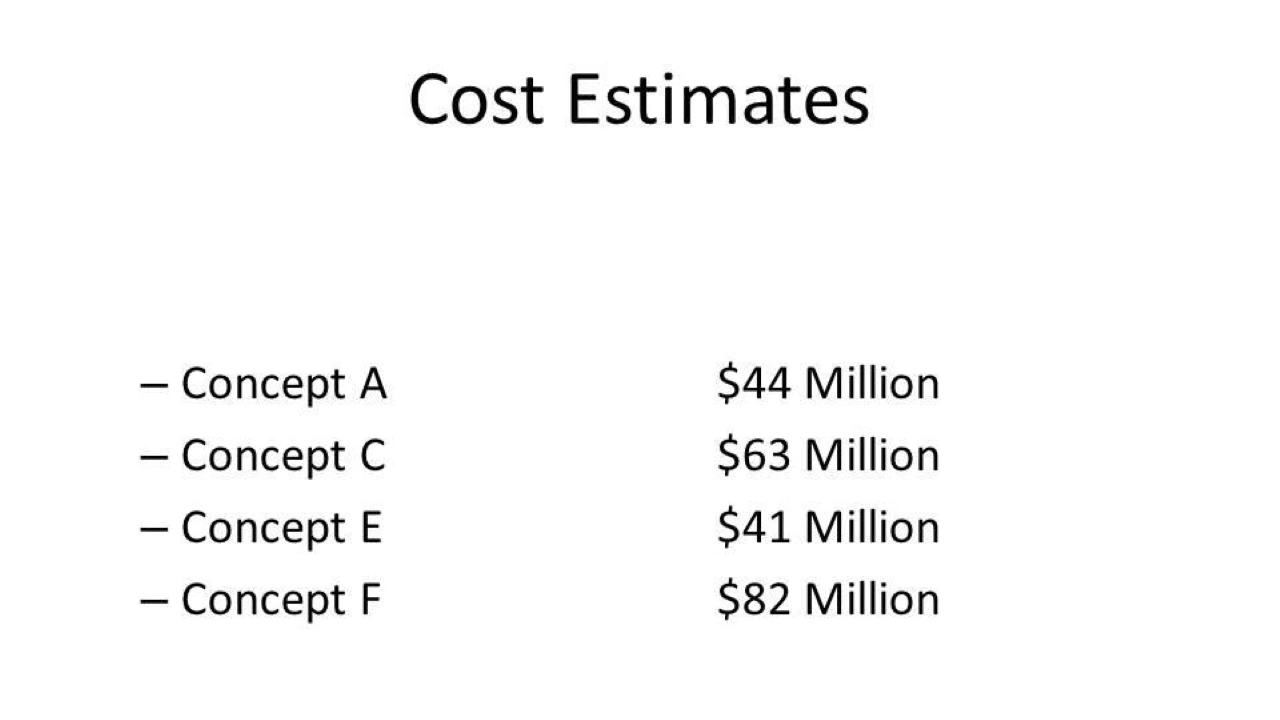 Cost Estimates
– Concept A $44 Million
– Concept C $63 Million
– Concept E $41 Million
– Concept F $82 Million